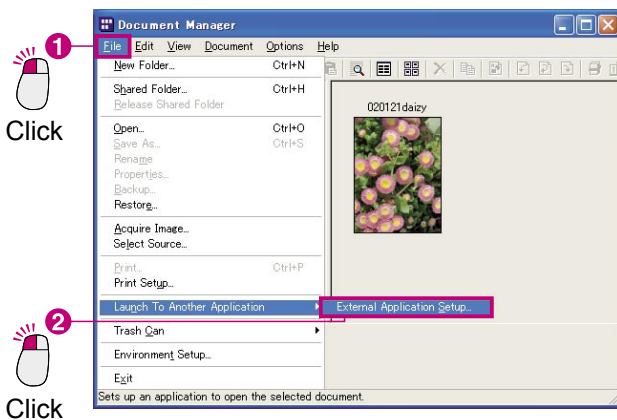 Document Manager
1
File Edit View Document Options Help
Click
New Folder... Ctrl+N
Shared Folder... Ctrl+H
Release Shared Folder
020121daizy
Open... Ctrl+O
Save As... Ctrl+S
Rename
Properties...
Backup...
Restore...
Acquire Image...
Select Source...
Print... Ctrl+P
Print Setup...
Launch To Another Application External Application Setup...
2
Trash Can
Environment Setup...
Exit
Click
Sets up an application to open the selected document.